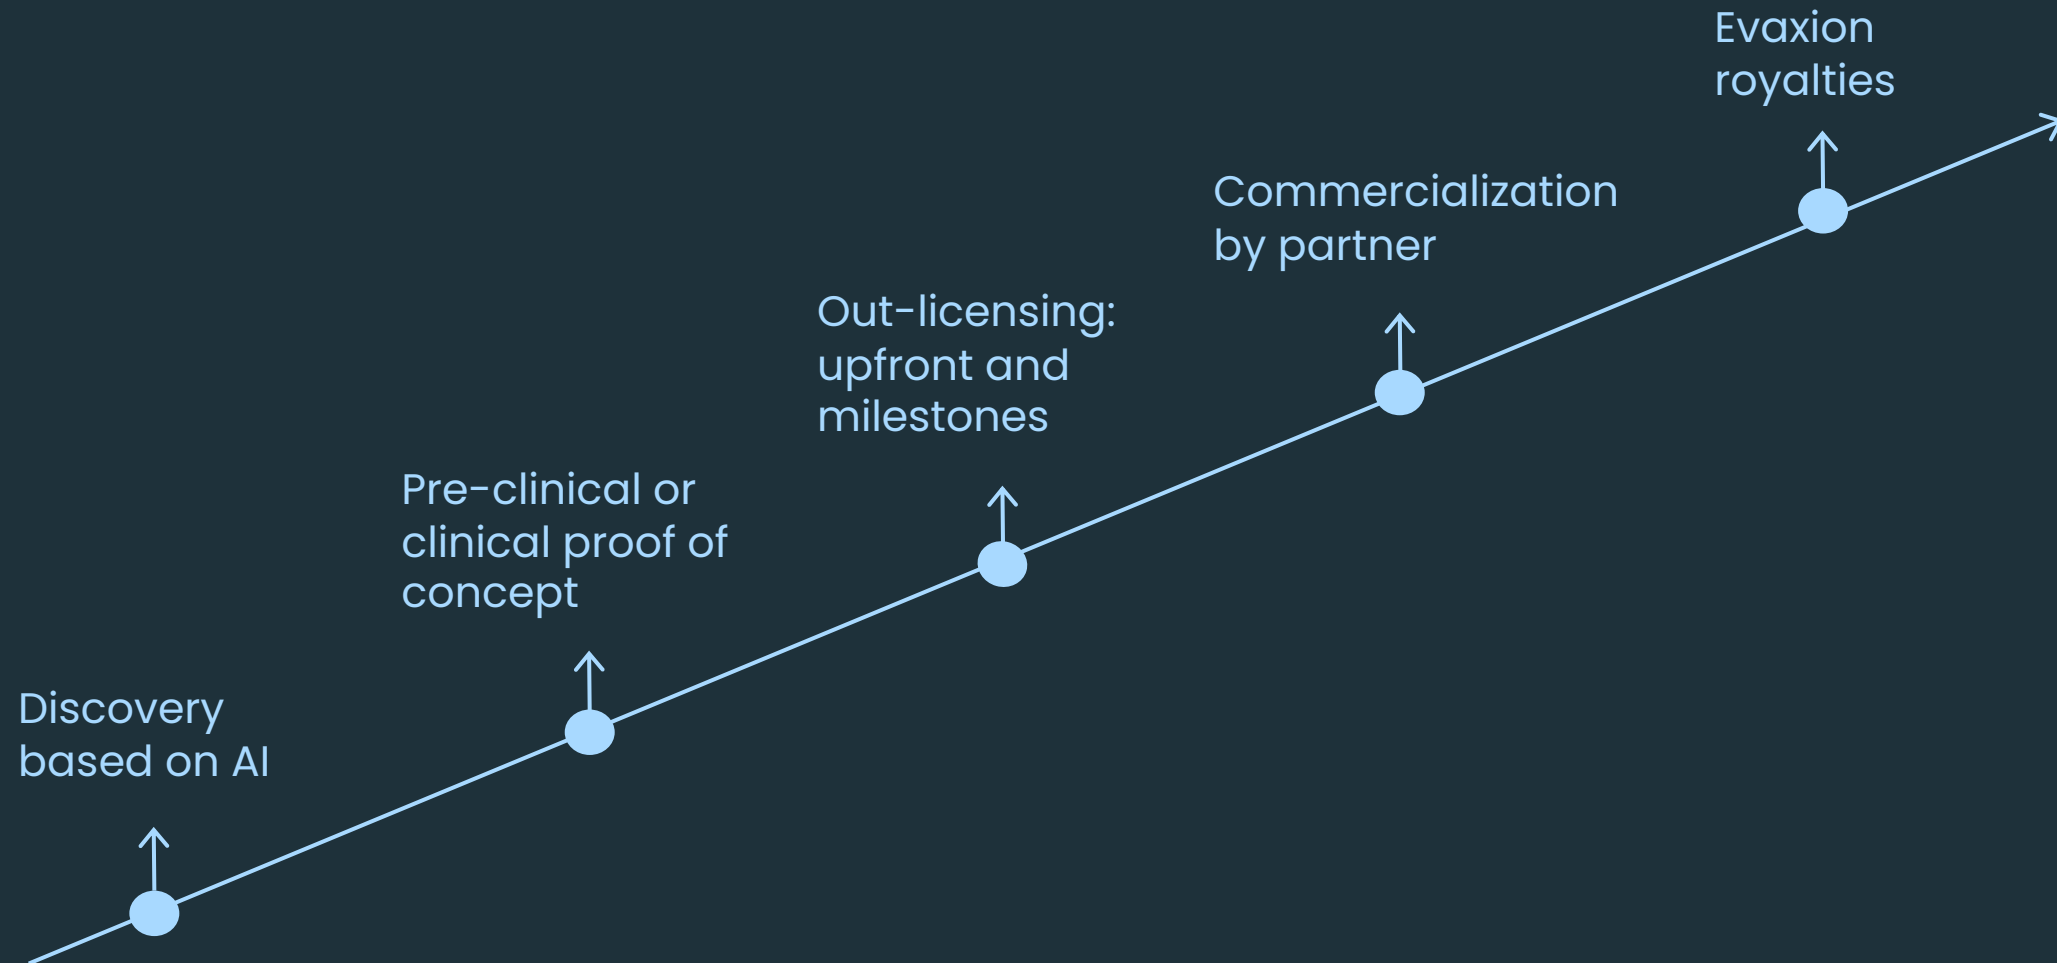 Evaxion
royalties
Commercialization
by partner
Out-licensing:
upfront and
milestones
Pre-clinical or
clinical proof of
concept
Discovery
based on AI